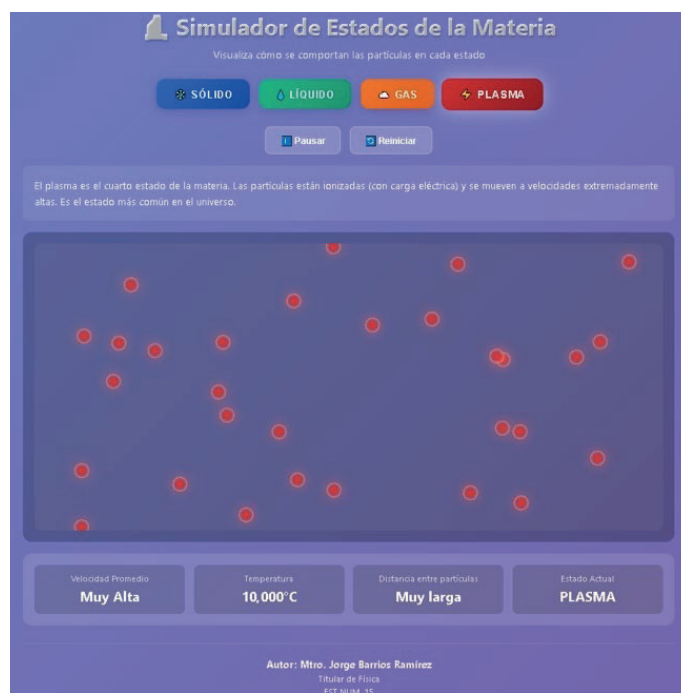 Simulador de Estados de la Materia
Visualiza cómo se comportan las partículas en cada estado
SÓLIDO
LÍQUIDO
GAS
PLASMA
Pausar
Reiniciar
El plasma es el cuarto estado de la materia. Las partículas están ionizadas (con carga eléctrica) y se mueven a velocidades extremadamente
altas. Es el estado más común en el universo.
Velocidad Promedio
Muy Alta
Temperatura
10,000°C
Distancia entre partículas
Muy larga
Estado Actual
PLASMA
Autor: Mtro. Jorge Barrios Ramírez
Titular de Física
EST NUM. 15